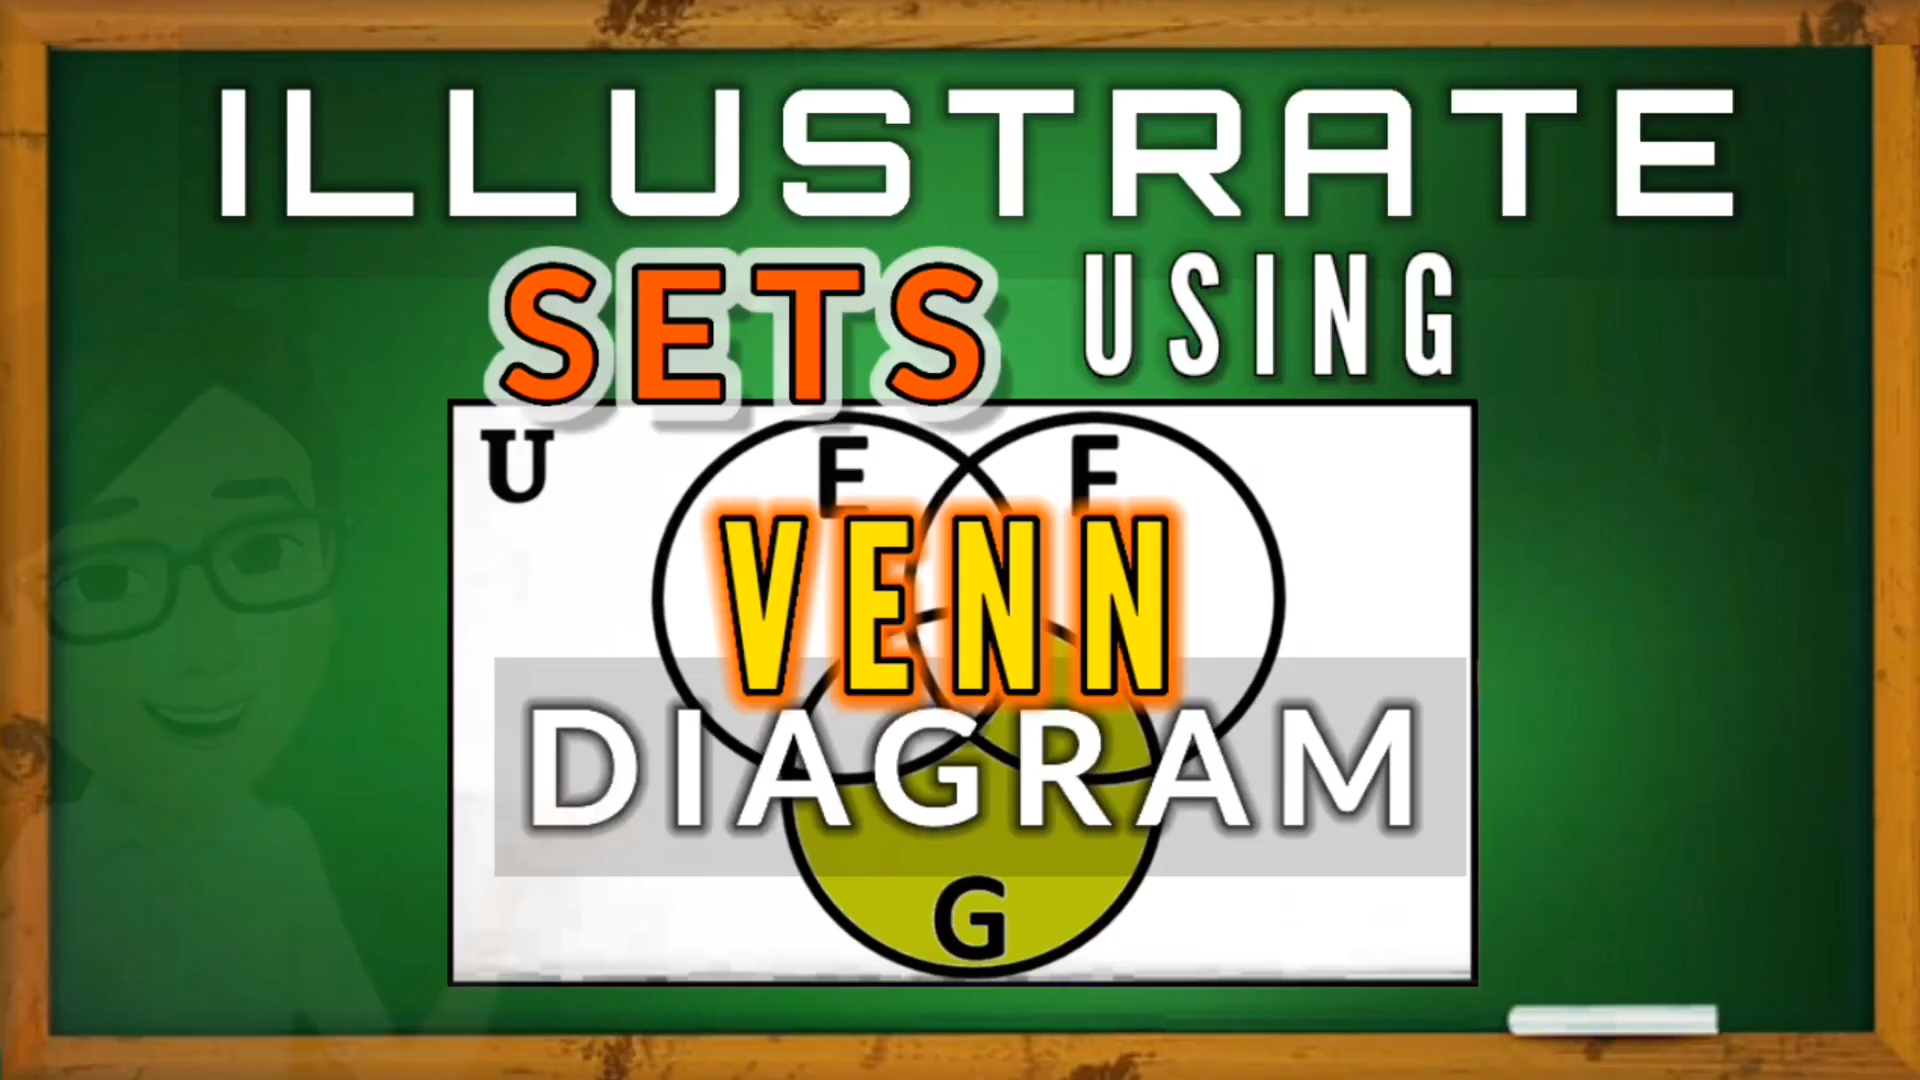 ILLUSTRATE
SETS USING
U E F
VENN
DIAGRAM
G